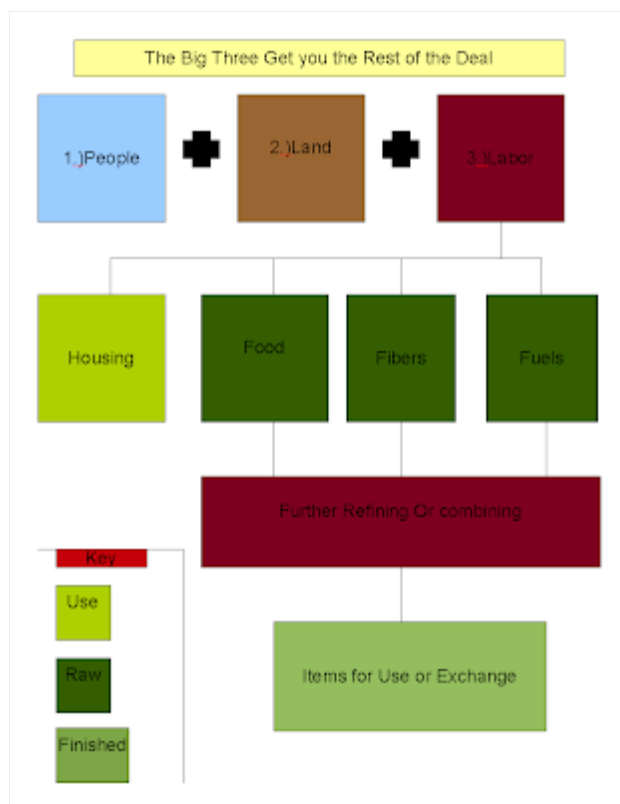 The Big Three Get you the Rest of the Deal
1.)People
2.)Land
3.)Labor
Housing
Food
Fibers
Fuels
Further Refining Or combining
Key
Use
Raw
Finished
Items for Use or Exchange